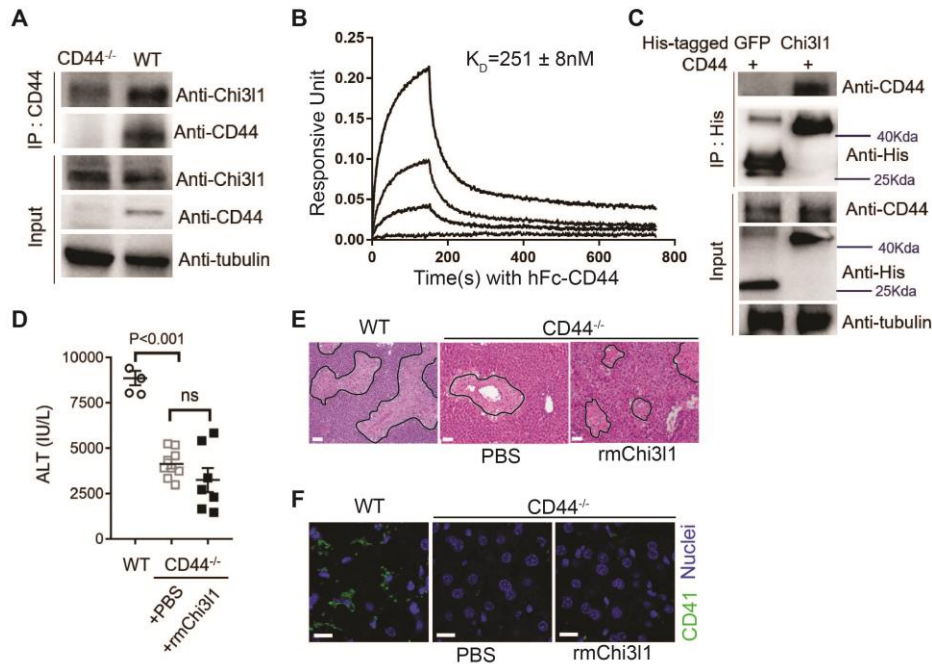 A
CD44-/- WT
IP : CD44
Anti-Chi3l1
Anti-CD44
Input
Anti-Chi3l1
Anti-CD44
Anti-tubulin
B
Responsive Unit
0.25
0.20
0.15
0.10
0.05
0.00
KD=251 ± 8nM
0 200 400 600 800
Time(s) with hFc-CD44
C
His-tagged GFP Chi3l1
CD44 + +
IP : His
Anti-CD44
40Kda
Anti-His
25Kda
Input
Anti-CD44
40Kda
Anti-His
25Kda
Anti-tubulin
D
P<0.001
ns
ALT (IU/L)
10000
7500
5000
2500
0
WT CD44-/-
+PBS
+rmChi3l1
E
WT CD44-/-
PBS rmChi3l1
F
WT CD44-/-
CD41 Nuclei
PBS rmChi3l1